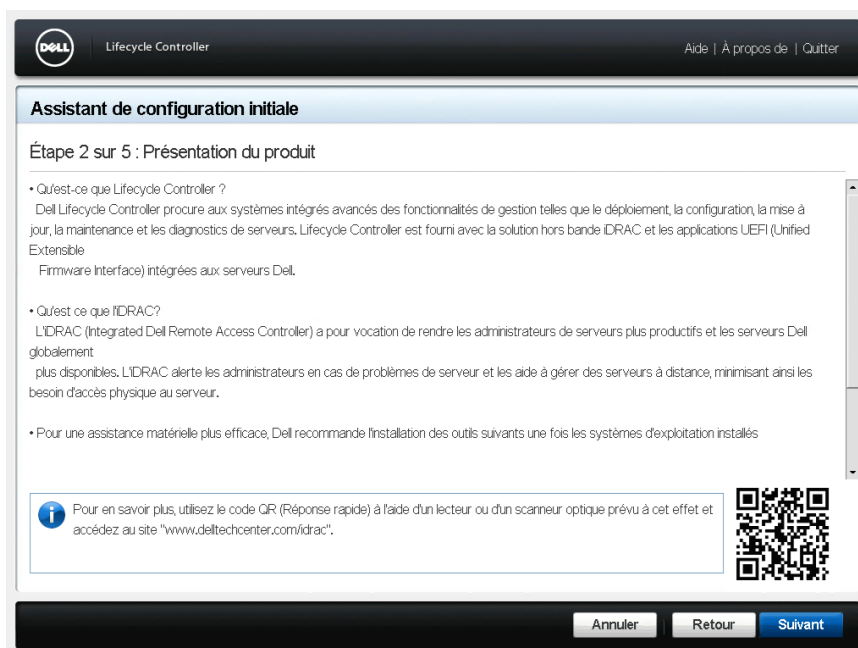 DELL
Lifecycle Controller
Aide | À propos de | Quitter
Assistant de configuration initiale
Étape 2 sur 5 : Présentation du produit
• Qu'est-ce que Lifecycle Controller ?
Dell Lifecycle Controller procure aux systèmes intégrés avancés des fonctionnalités de gestion telles que le déploiement, la configuration, la mise à
jour, la maintenance et les diagnostics de serveurs. Lifecycle Controller est fourni avec la solution hors bande iDRAC et les applications UEFI (Unified
Extensible
Firmware Interface) intégrées aux serveurs Dell.
• Qu'est ce que l'iDRAC?
L'iDRAC (Integrated Dell Remote Access Controller) a pour vocation de rendre les administrateurs de serveurs plus productifs et les serveurs Dell
globalement
plus disponibles. L'iDRAC alerte les administrateurs en cas de problèmes de serveur et les aide à gérer des serveurs à distance, minimisant ainsi les
besoin d'accès physique au serveur.
• Pour une assistance matérielle plus efficace, Dell recommande l'installation des outils suivants une fois les systèmes d'exploitation installés
Pour en savoir plus, utilisez le code QR (Réponse rapide) à l'aide d'un lecteur ou d'un scanneur optique prévu à cet effet et
accédez au site "www.delltechcenter.com/idrac".
Annuler
Retour
Suivant